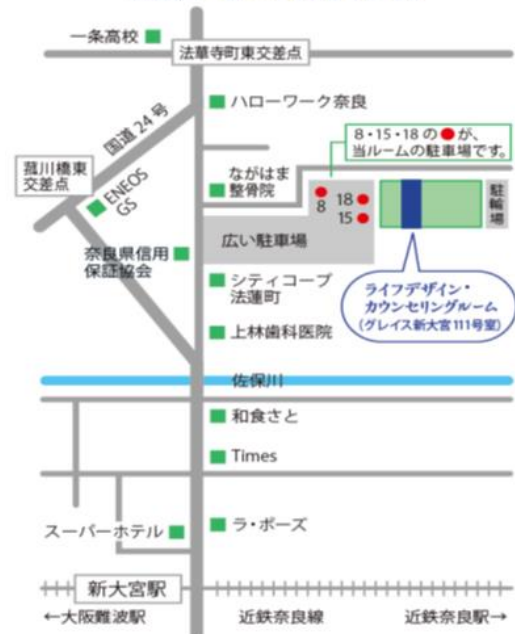 一条高校
法華寺町東交差点
ハローワーク奈良
国道24号
8・15・18の●が、
当ルームの駐車場です。
菰川橋東
交差点
ENEOS
GS
ながはま
整骨院
8
18
15
駐輪場
広い駐車場
奈良県信用
保証協会
シティコープ
法蓮町
ライフデザイン・
カウンセリングルーム
(グレイス新大宮111号室)
上林歯科医院
佐保川
和食さと
Times
スーパーホテル
ラ・ポーズ
新大宮駅
←大阪難波駅
近鉄奈良線
近鉄奈良駅→